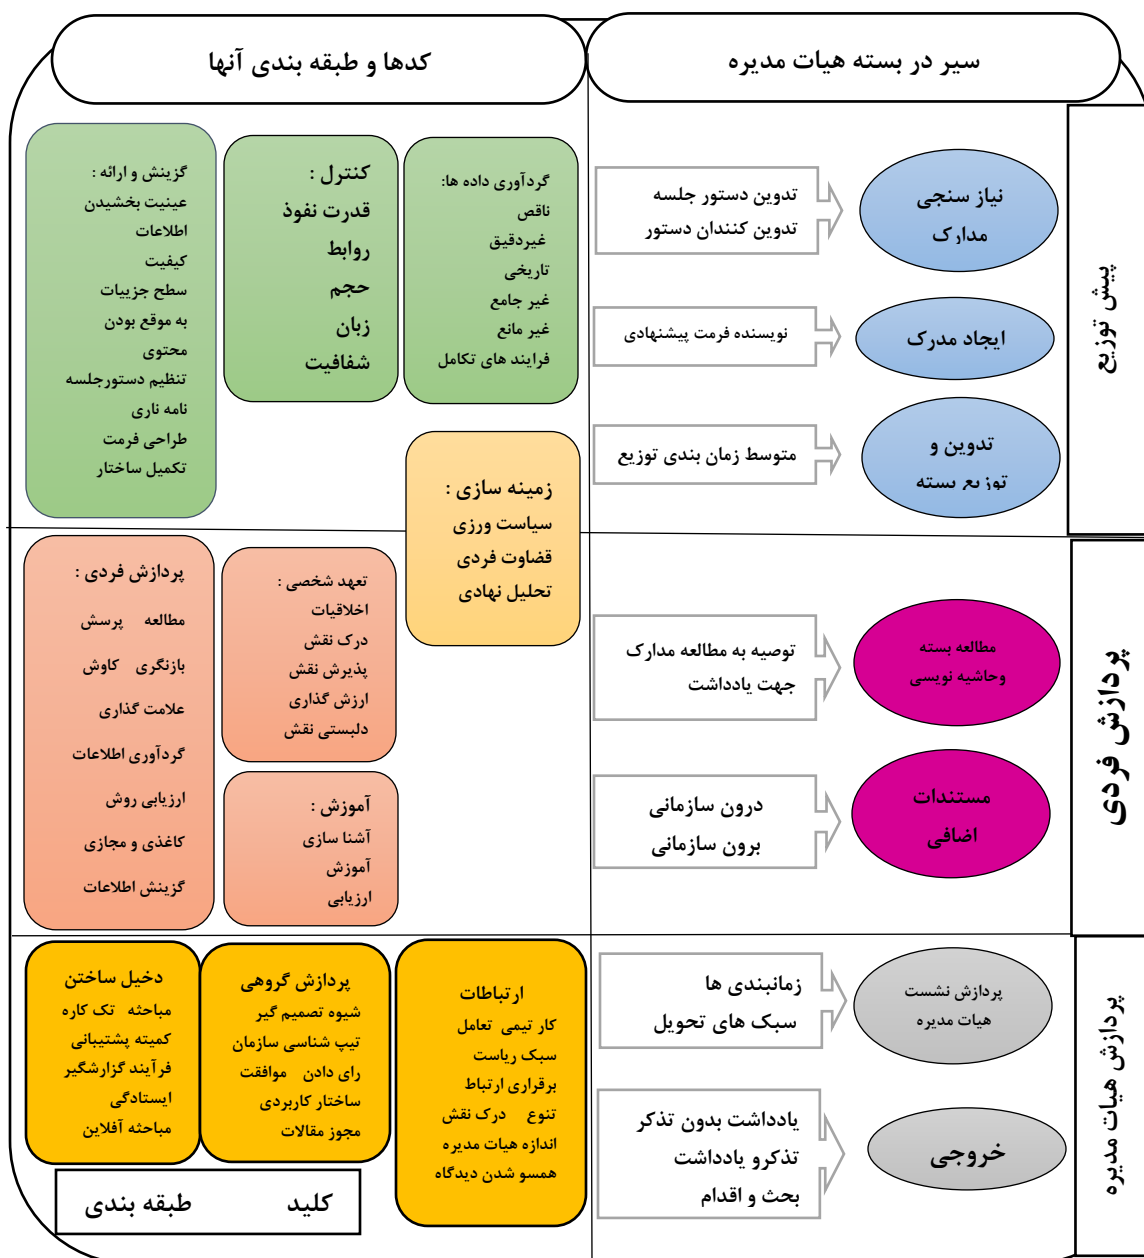 سیر در بسته هیات مدیره
کدها و طبقه بندی آنها
پیش توزیع
نیاز سنجی
مدارک
تدوین دستور جلسه
تدوین کنندان دستور
ایجاد مدرک
نویسنده فرمت پیشنهادی
تدوین و
توزیع بسته
متوسط زمان بندی توزیع
گردآوری داده ها:
ناقص
غیردقیق
تاریخی
غیر جامع
غیر مانع
فرایند های تکامل
کنترل :
قدرت نفوذ
روابط
حجم
زبان
شفافیت
گزینش و ارائه :
عینیت بخشیدن
اطلاعات
کیفیت
سطح جزییات
به موقع بودن
محتوی
تنظیم دستورجلسه
نامه ناری
طراحی فرمت
تکمیل ساختار
زمینه سازی :
سیاست ورزی
قضاوت فردی
تحلیل نهادی
پردازش فردی
مطالعه بسته
وحاشیه نویسی
توصیه به مطالعه مدارک
جهت یادداشت
مستندات
اضافی
درون سازمانی
برون سازمانی
تعهد شخصی :
اخلاقیات
درک نقش
پذیرش نقش
ارزش گذاری
دلبستی نقش
آموزش :
آشنا سازی
آموزش
ارزیابی
پردازش فردی :
مطالعه پرسش
بازنگری کاوش
علامت گذاری
گردآوری اطلاعات
ارزیابی روش
کاغذی و مجازی
گزینش اطلاعات
پردازش هیات مدیره
پردازش نشست
هیات مدیره
زمانبندی ها
سبک های تحویل
خروجی
یادداشت بدون تذکر
تذکرو یادداشت
بحث و اقدام
ارتباطات
کار تیمی تعامل
سبک ریاست
برقراری ارتباط
تنوع درک نقش
اندازه هیات مدیره
همسو شدن دیدگاه
پردازش گروهی
شیوه تصمیم گیر
تیپ شناسی سازمان
رای دادن موافقت
ساختار کاربردی
مجوز مقالات
دخیل ساختن
مباحثه تک کاره
کمیته پشتیبانی
فرآیند گزارشگیر
ایستادگی
مباحثه آفلاین
کلید طبقه بندی